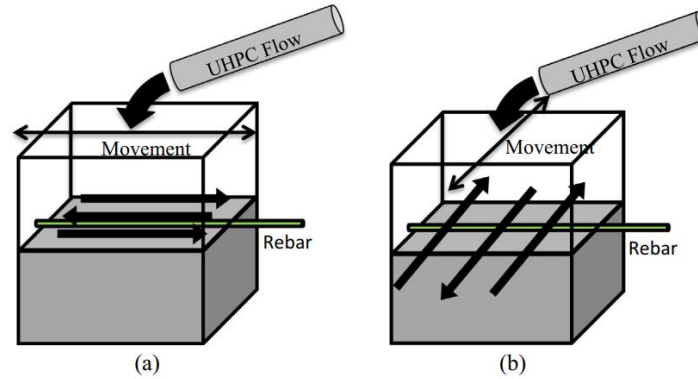 UHPC Flow
Movement
Rebar
(a)
UHPC Flow
Movement
Rebar
(b)